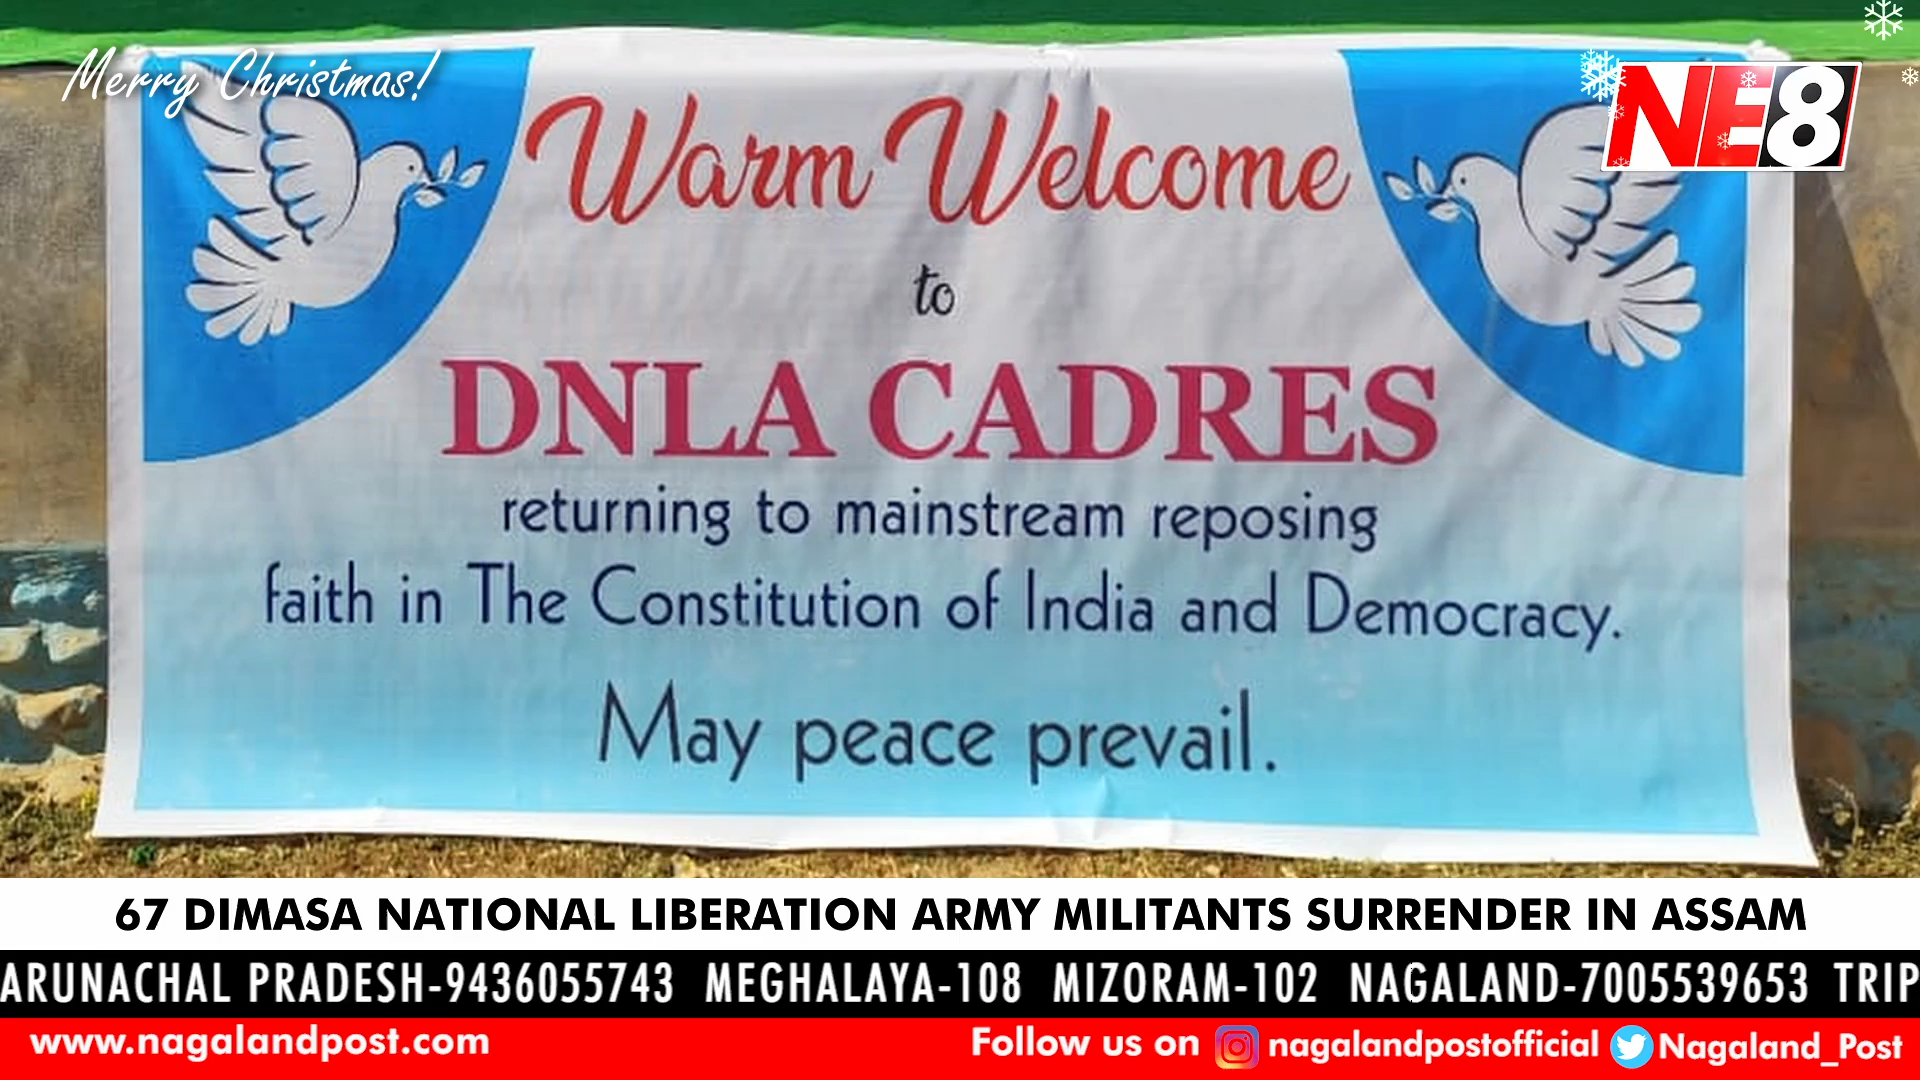 Merry Christmas!
NE8
Warm Welcome
to
DNLA CADRES
returning to mainstream reposing
faith in The Constitution of India and Democracy.
May peace prevail.
67 DIMASA NATIONAL LIBERATION ARMY MILITANTS SURRENDER IN ASSAM
ARUNACHAL PRADESH-9436055743 MEGHALAYA-108 MIZORAM-102 NAGALAND-7005539653 TRIP
www.nagalandpost.com Follow us on nagalandpostofficial Nagaland_Post